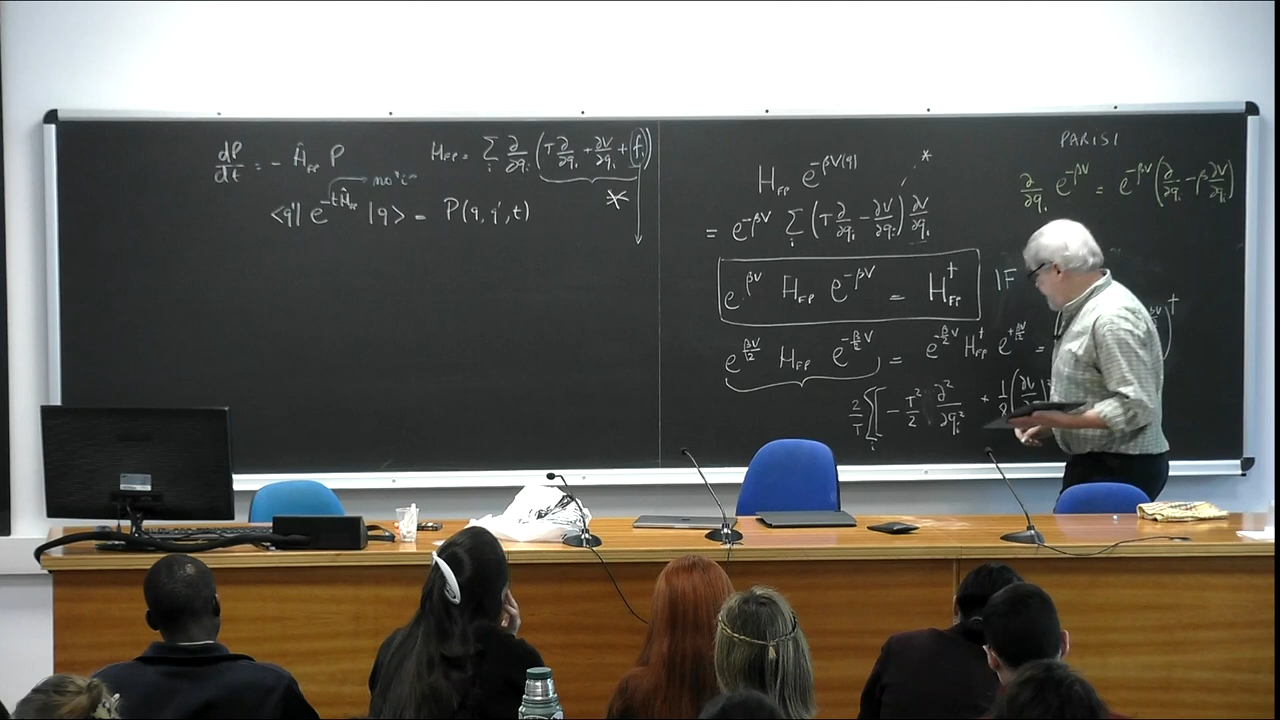 dP/dt = - Ĥ_FP P
H_FP = Σ_i ∂/∂q_i (T ∂/∂q_i + ∂V/∂q_i + f_i)
no "i"
*
<q'| e^{-tĤ_FP} |q> = P(q, q', t)
H_FP e^{-βV(q)}
*
= e^{-βV} Σ_i (T ∂/∂q_i - ∂V/∂q_i) ∂V/∂q_i
e^{βV} H_FP e^{-βV} = H_FP^† IF
e^{βV/2} H_FP e^{-β/2 V} = e^{-β/2 V} H_FP^† e^{+βV/2} = )^†
2/T Σ_i [ - T²/2 ∂²/∂q_i² + 1/8 (∂V/
PARISI
∂/∂q_i e^{-βV} = e^{-βV} (∂/∂q_i - β ∂V/∂q_i)